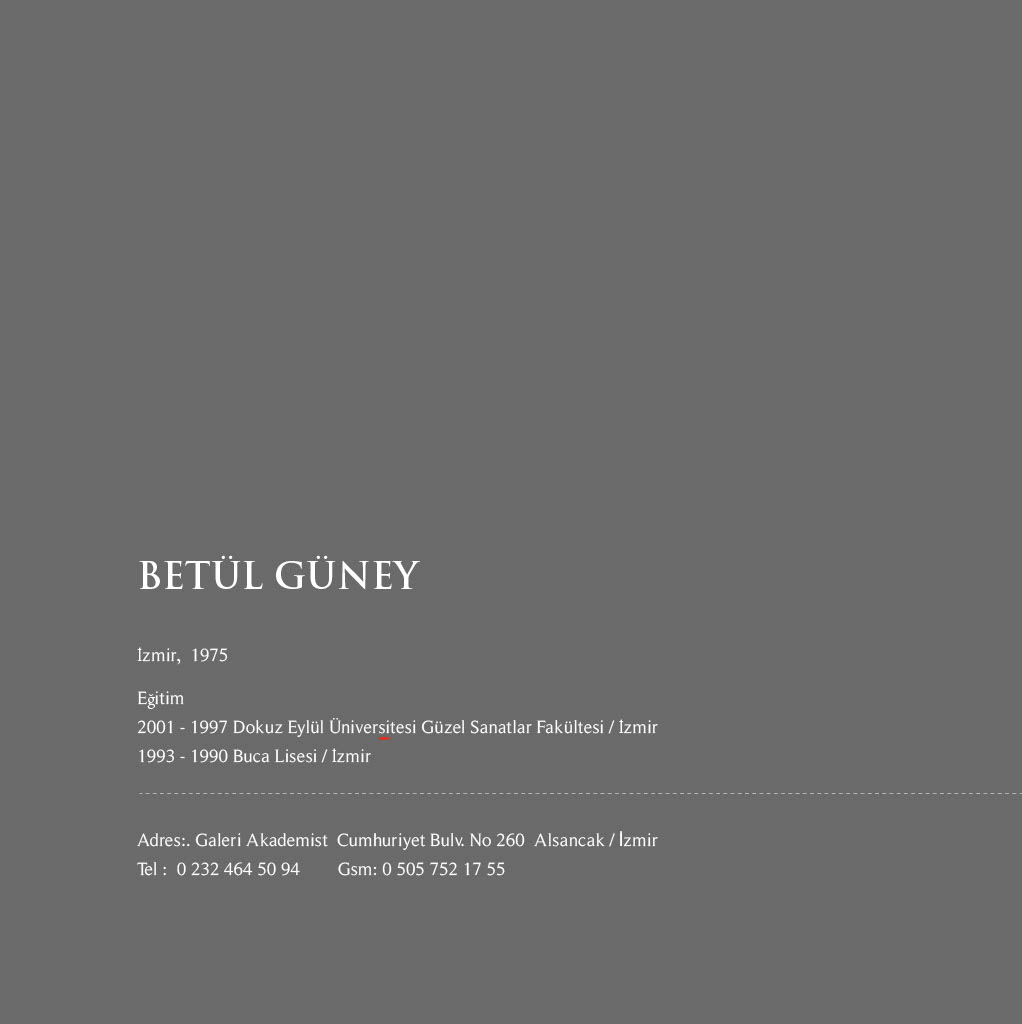 BETÜL GÜNEY
İzmir, 1975
Eğitim
2001 - 1997 Dokuz Eylül Üniversitesi Güzel Sanatlar Fakültesi / İzmir
1993 - 1990 Buca Lisesi / İzmir
Adres:. Galeri Akademist Cumhuriyet Bulv. No 260 Alsancak / İzmir
Tel : 0 232 464 50 94 Gsm: 0 505 752 17 55